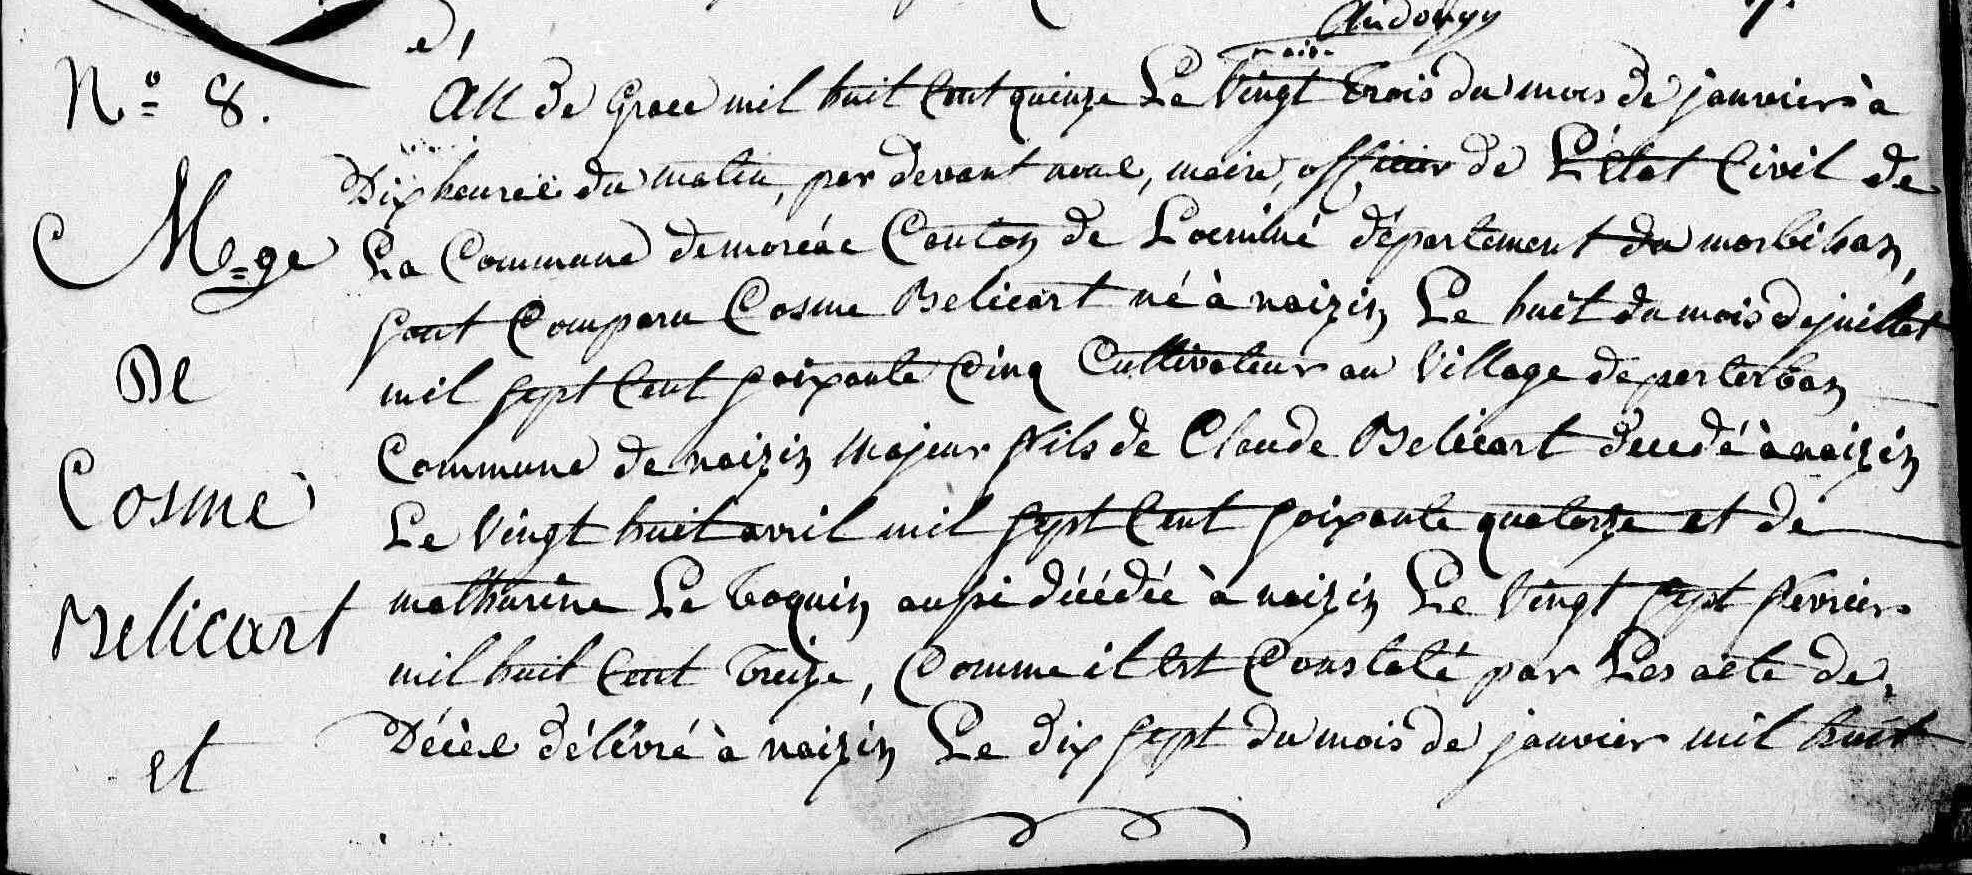 Audouyy
maire
N° 8.
An de Grace mil huit Cent quinze Le Vingt Trois du mois de janvier à
Dix heures du matin, par devant nous, maire, officier de L'état Civil de
M=ge
La Commune de moréac Canton de Locminé département du morbihan,
sont Comparu Cosme Belicart né à naizin Le huit du mois de juillet
De
mil sept Cent soixante Cinq Cultivateur au Village de porterban
Commune de naizin Majeur fils de Claude Belicart decedé à naizin
Cosme
Le Vingt huit avril mil sept Cent soixante quatorze et de
mathurine Le Toquin aussi décédée à naizin Le Vingt sept fevrier
Belicart
mil huit Cent Treize, Comme il Est Constaté par Les acte de
et
Décès délivré à naizin Le dix sept du mois de janvier mil huit